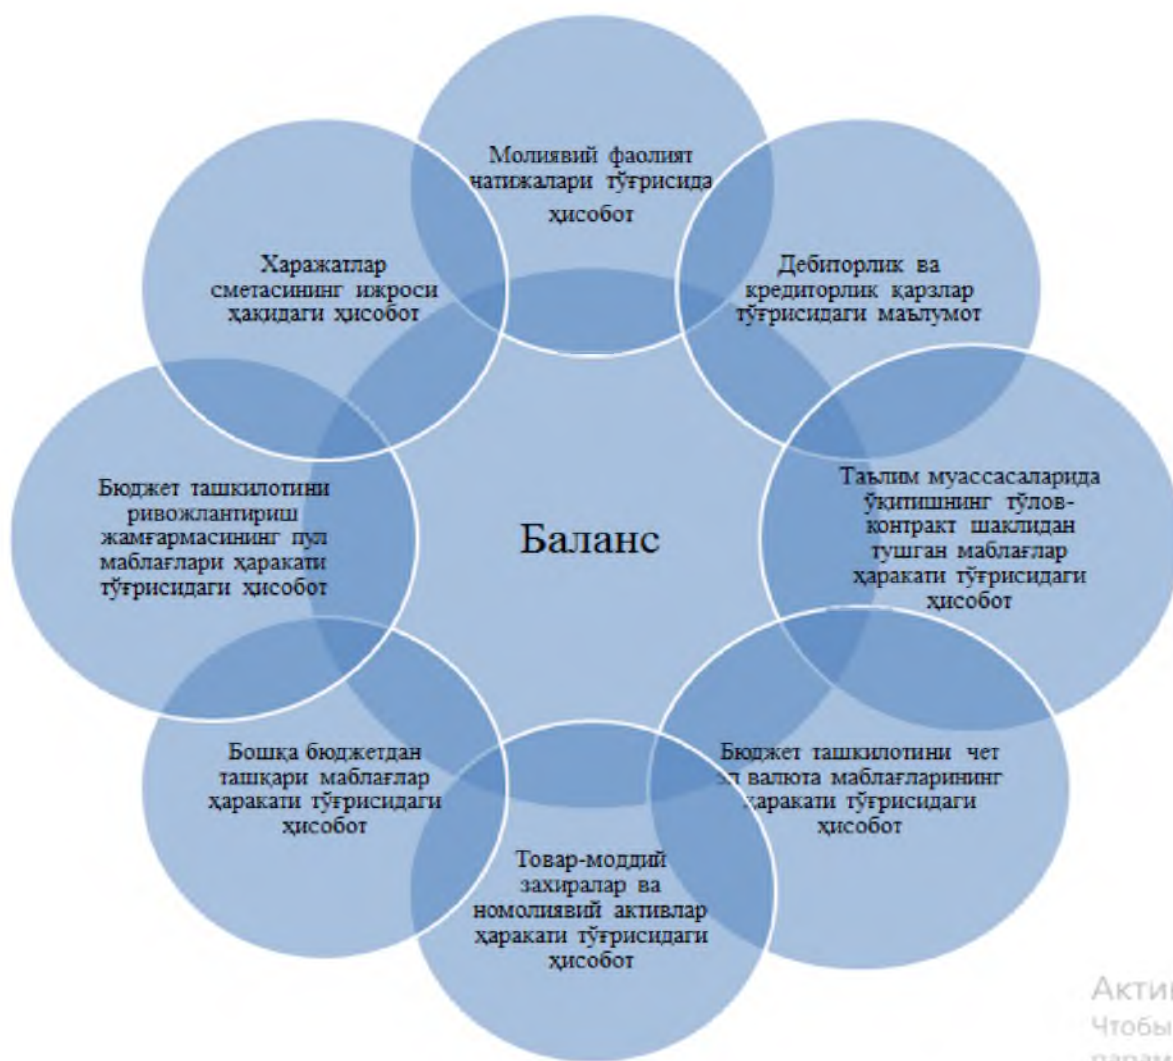 Молиявий фаолият
натижалари тўғрисида
ҳисобот
Дебиторлик ва
кредиторлик қарзлар
тўғрисидаги маълумот
Таълим муассасаларида
ўқитишнинг тўлов-
контракт шаклидан
тушган маблағлар
ҳаракати тўғрисидаги
ҳисобот
Бюджет ташкилотини чет
эл валюта маблағларининг
ҳаракати тўғрисидаги
ҳисобот
Товар-моддий
захиралар ва
номолиявий активлар
ҳаракати тўғрисидаги
ҳисобот
Бошқа бюджетдан
ташқари маблағлар
ҳаракати тўғрисидаги
ҳисобот
Бюджет ташкилотини
ривожлантириш
жамғармасининг пул
маблағлари ҳаракати
тўғрисидаги ҳисобот
Харажатлар
сметасининг ижроси
ҳақидаги ҳисобот
Баланс
Чтобы